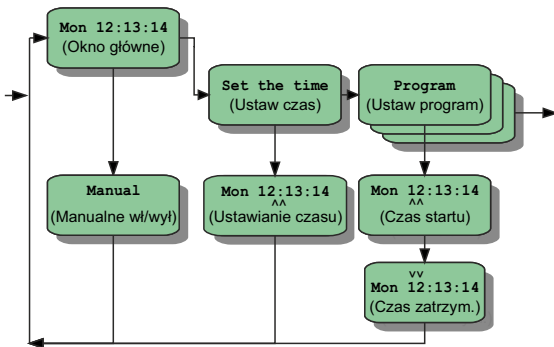 Mon 12:13:14
(Okno główne)
Set the time
(Ustaw czas)
Program
(Ustaw program)
Manual
(Manualne wł/wył)
Mon 12:13:14
^^
(Ustawianie czasu)
Mon 12:13:14
^^
(Czas startu)
vv
Mon 12:13:14
(Czas zatrzym.)